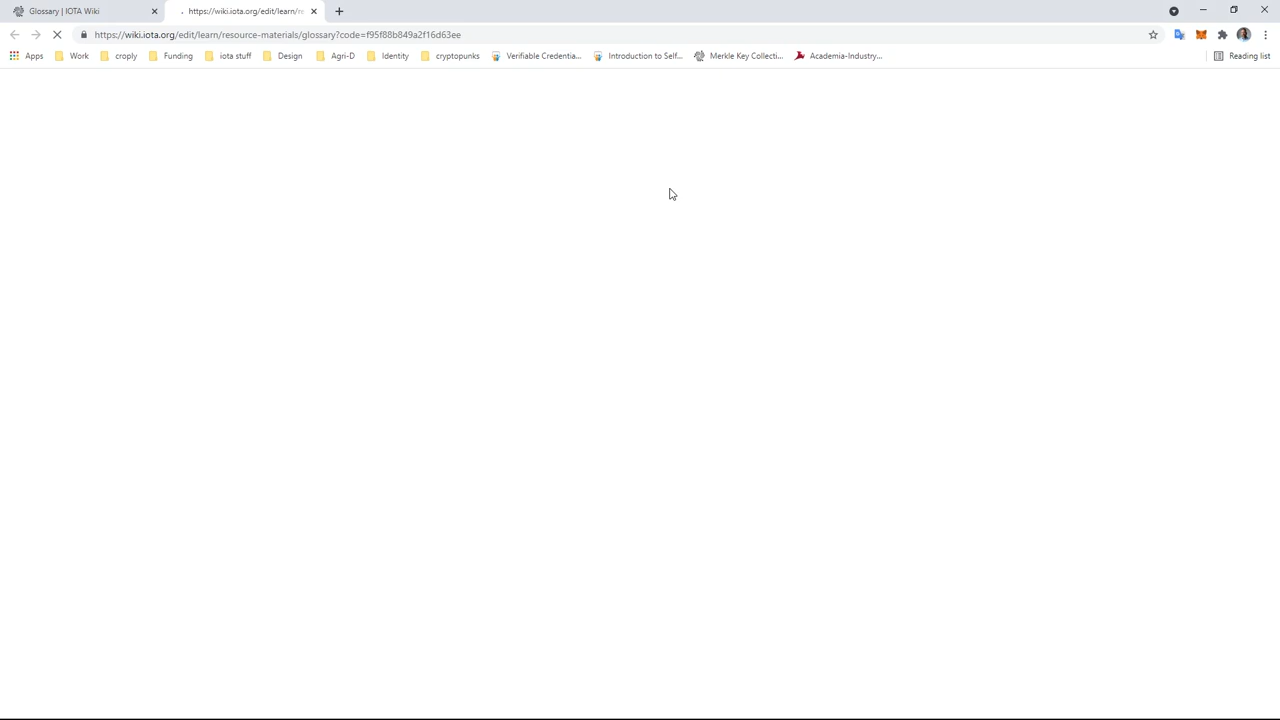 Glossary | IOTA Wiki
https://wiki.iota.org/edit/learn/re
https://wiki.iota.org/edit/learn/resource-materials/glossary?code=f95f88b849a2f16d63ee
Apps Work croply Funding iota stuff Design Agri-D Identity cryptopunks Verifiable Credentia... Introduction to Self... Merkle Key Collecti... Academia-Industry... Reading list